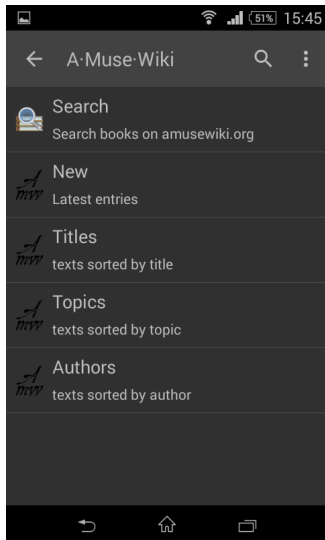 51% 15:45
A·Muse·Wiki
Search
Search books on amusewiki.org
New
Latest entries
Titles
texts sorted by title
Topics
texts sorted by topic
Authors
texts sorted by author